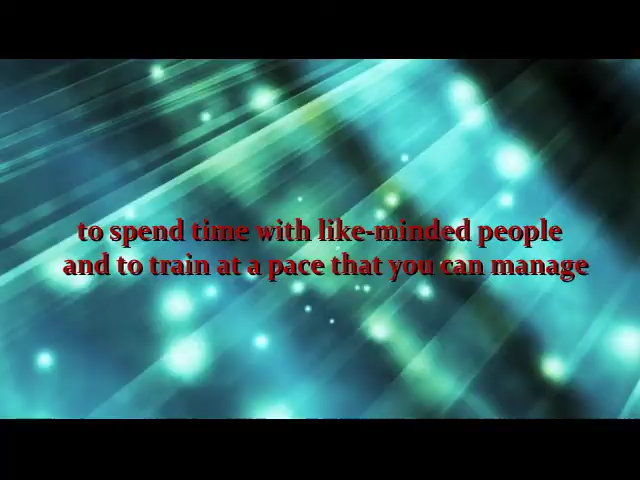 to spend time with like-minded people
and to train at a pace that you can manage